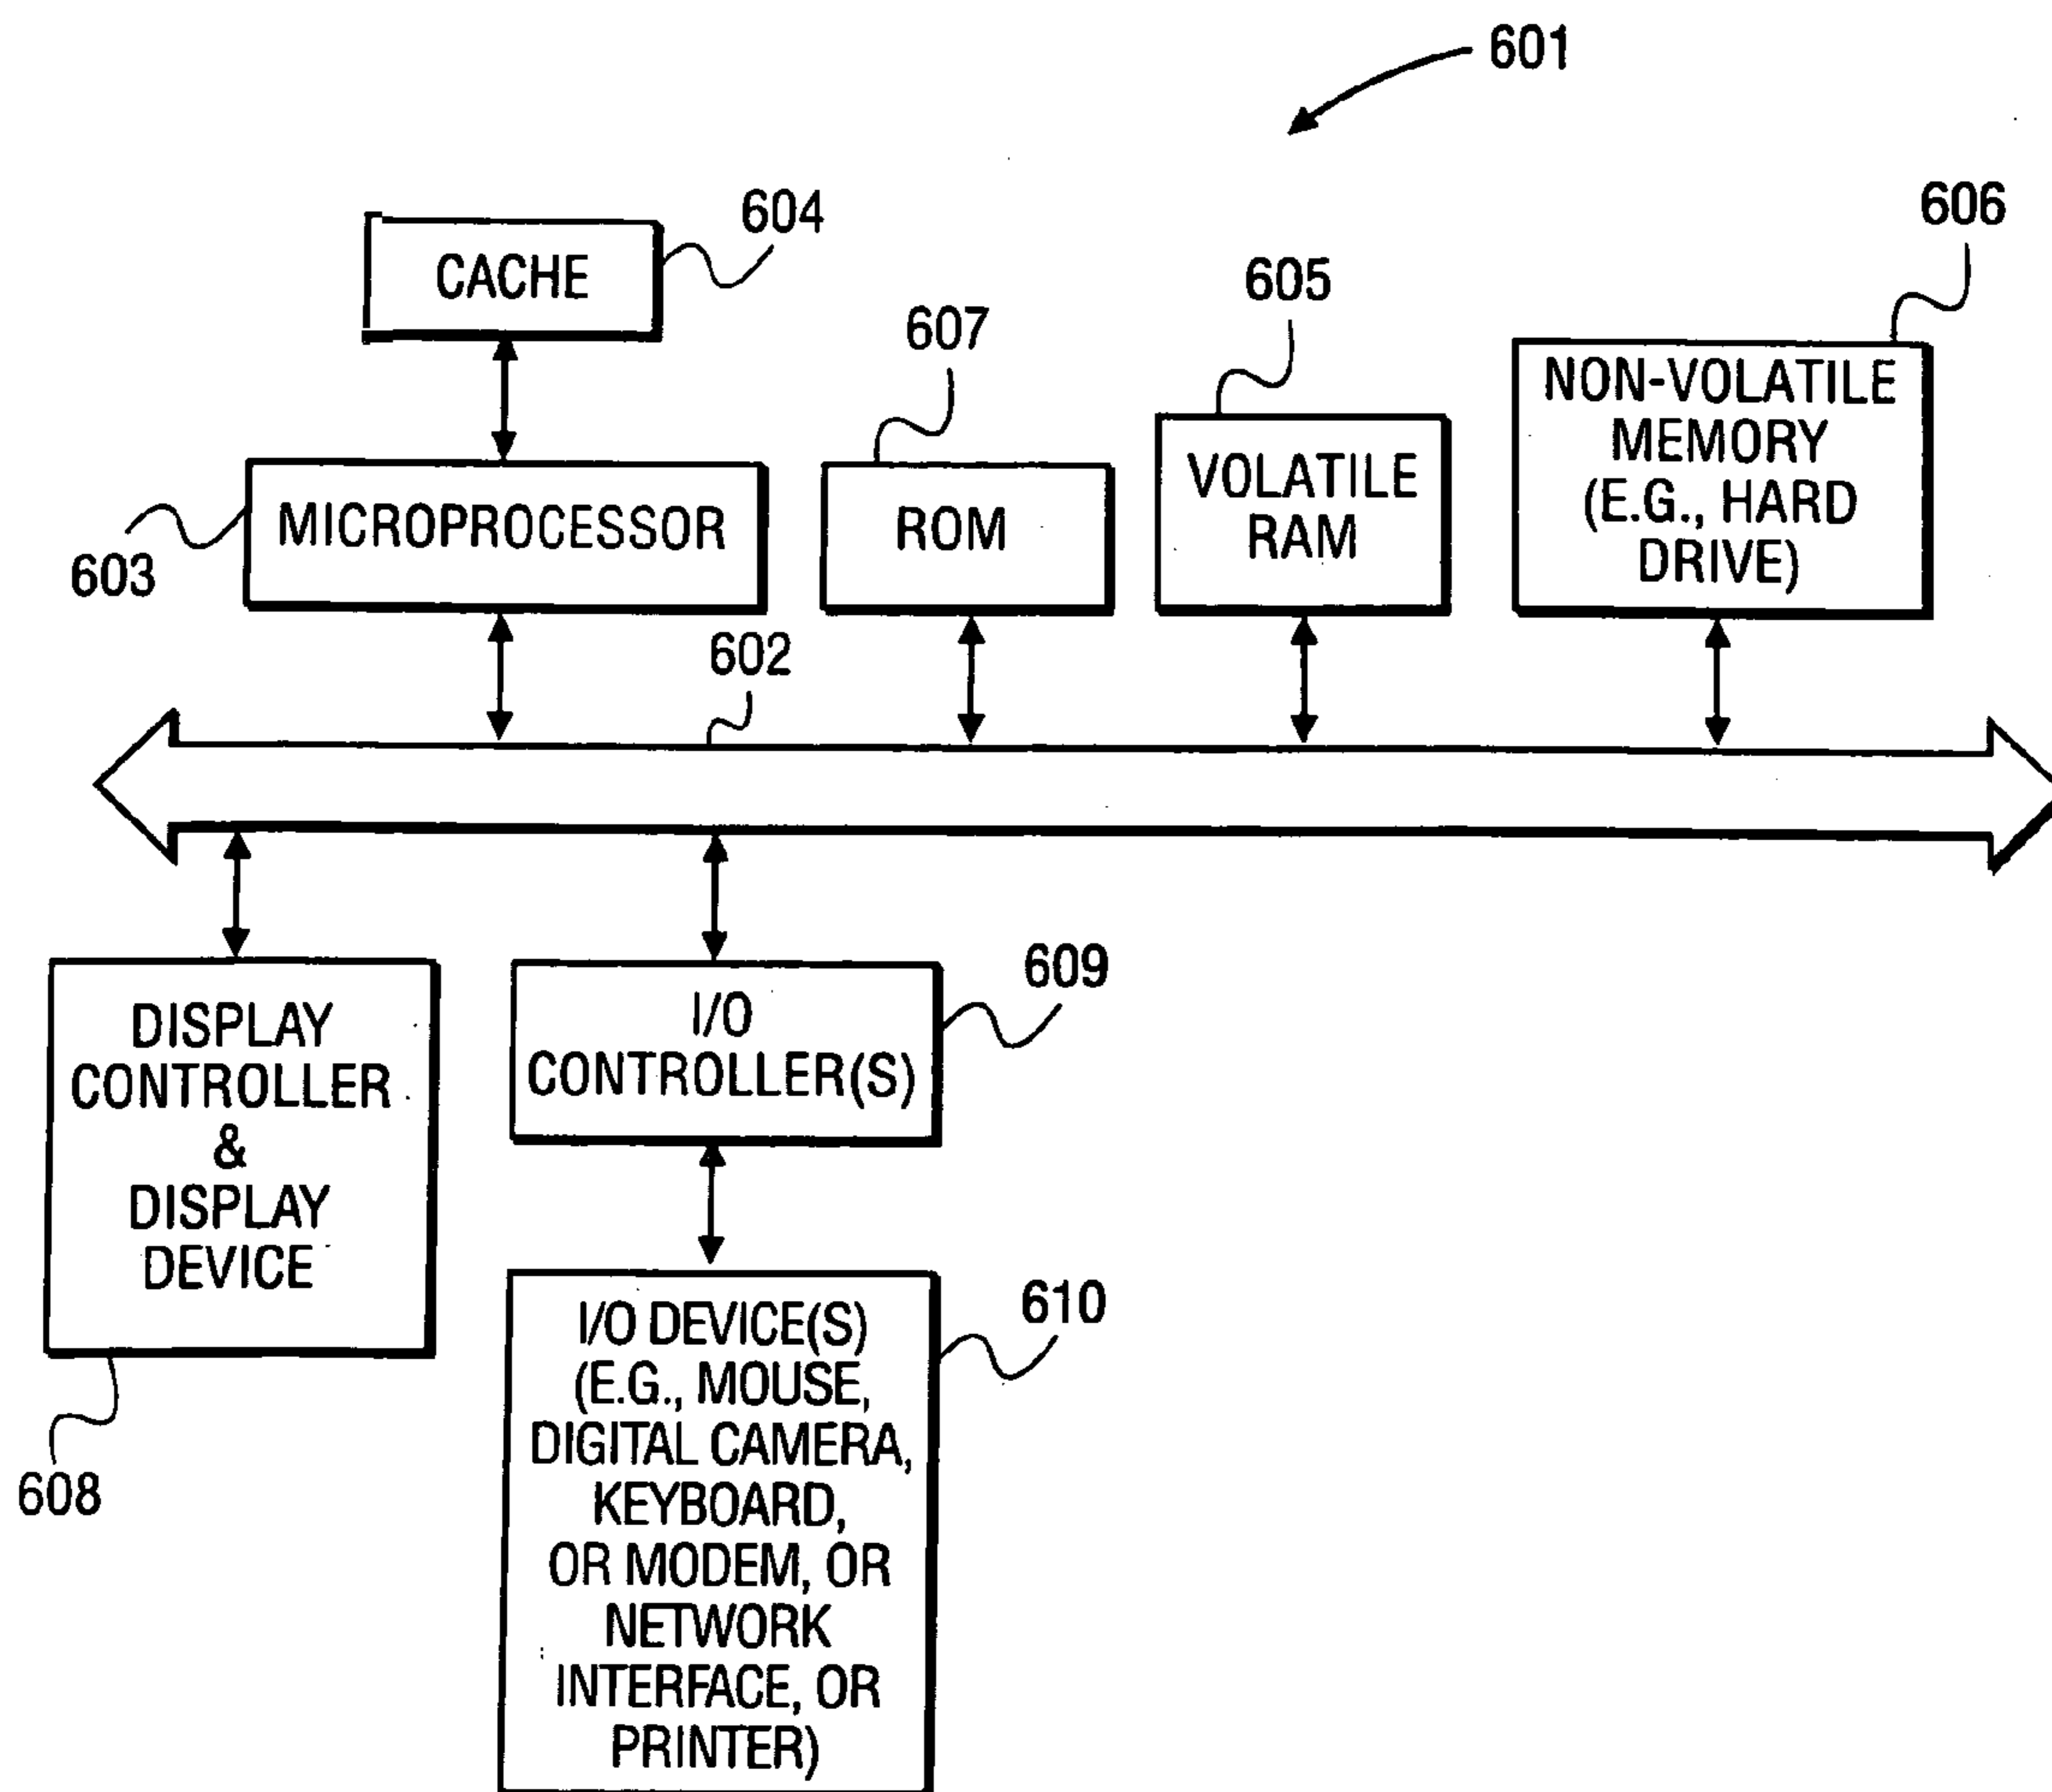 601
604
CACHE
606
605
607
NON-VOLATILE
MEMORY
(E.G., HARD
DRIVE)
VOLATILE
RAM
MICROPROCESSOR
ROM
603
602
609
DISPLAY
CONTROLLER
&
DISPLAY
DEVICE
I/O
CONTROLLER(S)
610
I/O DEVICE(S)
(E.G., MOUSE,
DIGITAL CAMERA,
KEYBOARD,
OR MODEM, OR
NETWORK
INTERFACE, OR
PRINTER)
608